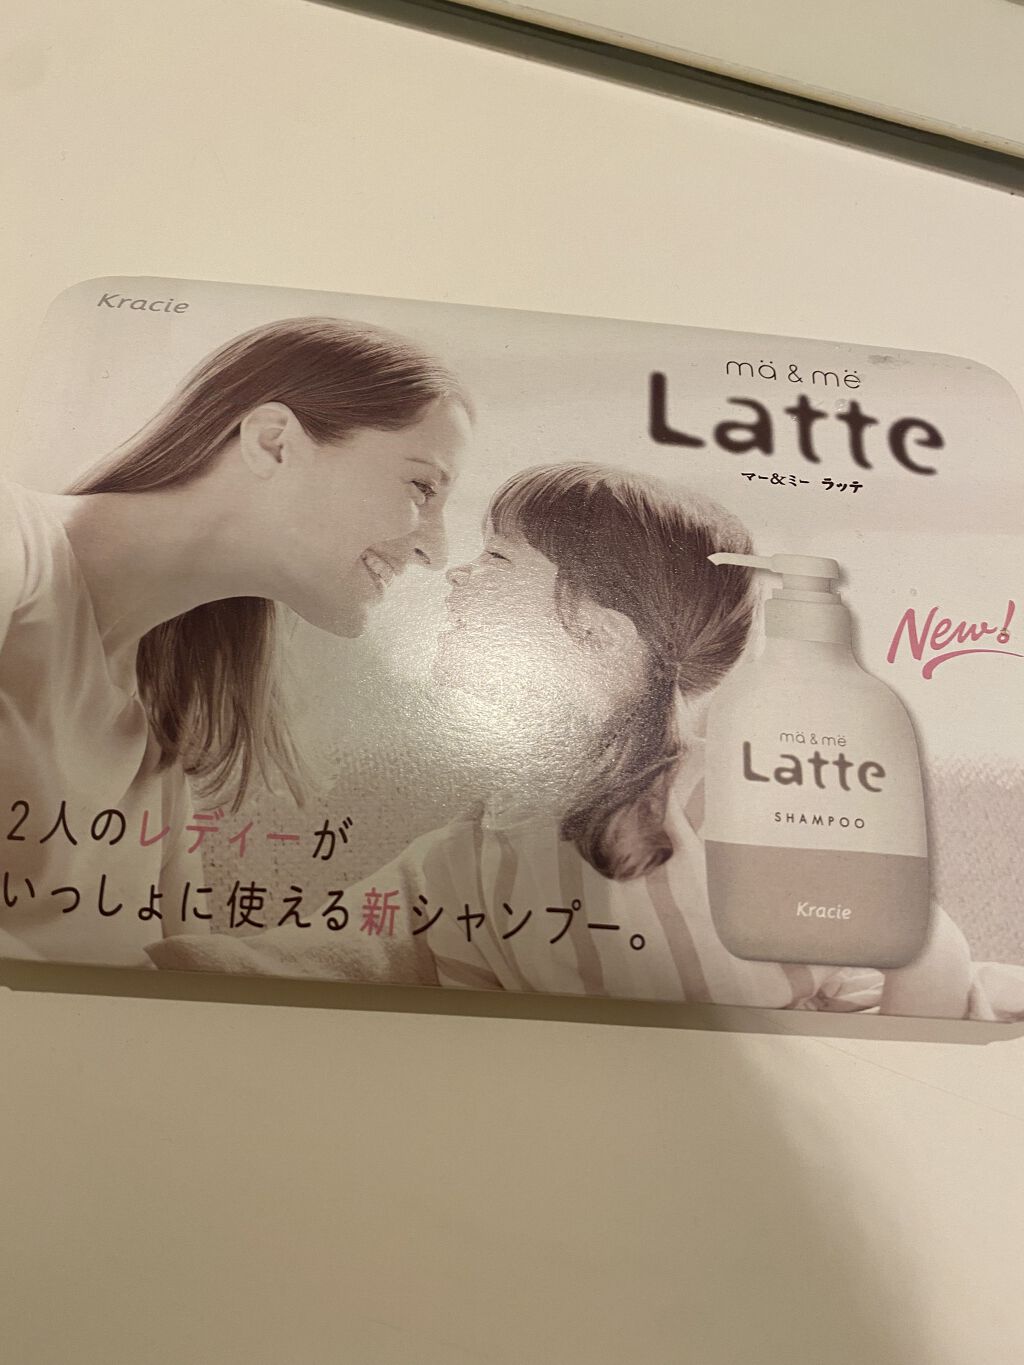 Kracie
mä & më
Latte
マー&ミー ラッテ
New!
mä & më
Latte
SHAMPOO
Kracie
2人のレディーが
いっしょに使える新シャンプー。